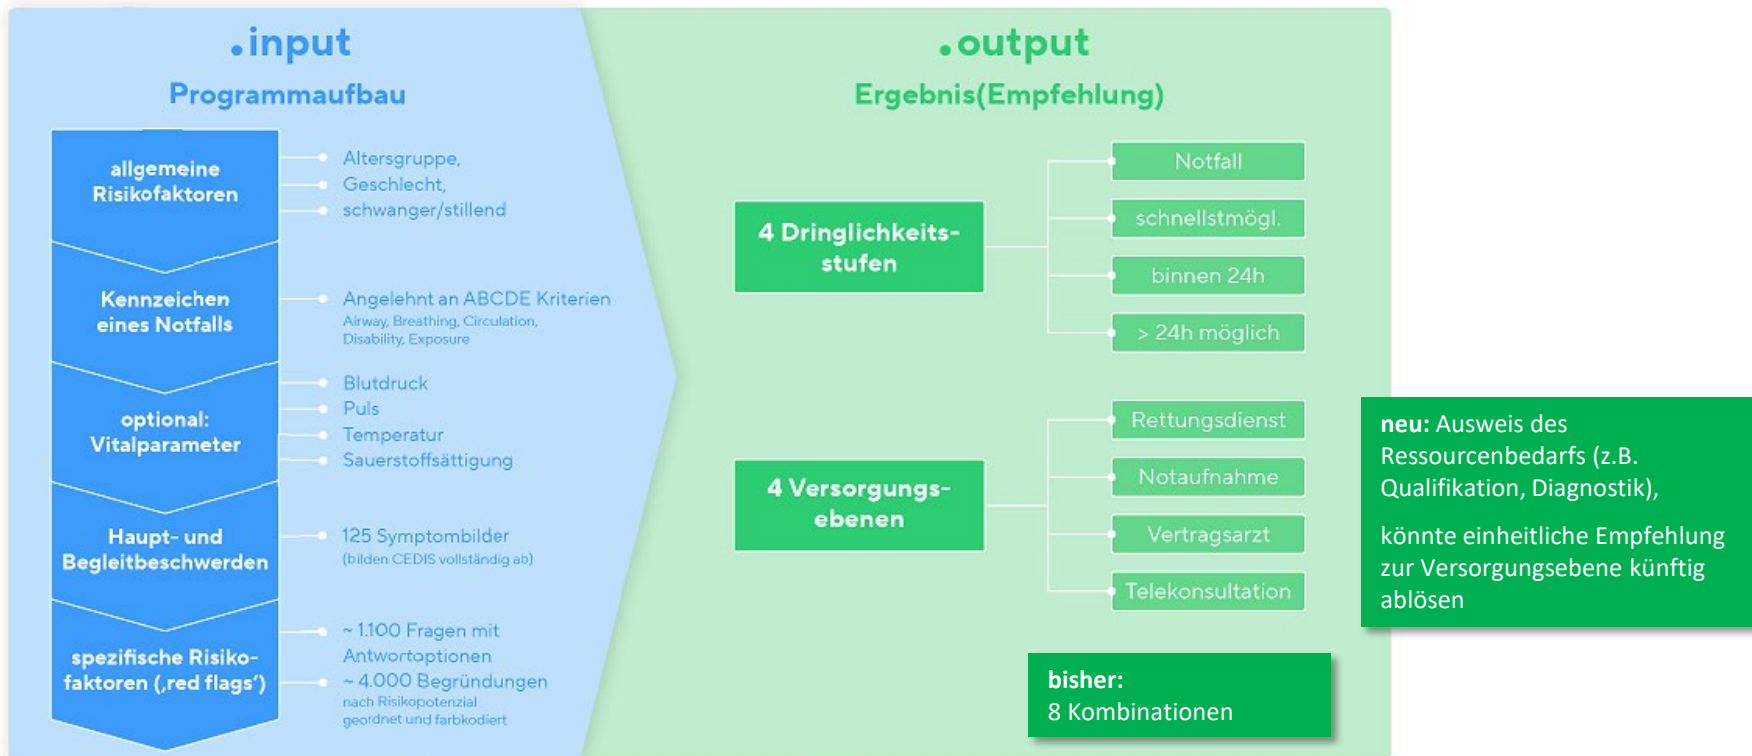 .input
Programmaufbau
allgemeine
Risikofaktoren
Altersgruppe,
Geschlecht,
schwanger/stillend
Kennzeichen
eines Notfalls
Angelehnt an ABCDE Kriterien
Airway, Breathing, Circulation,
Disability, Exposure
optional:
Vitalparameter
Blutdruck
Puls
Temperatur
Sauerstoffsättigung
Haupt- und
Begleitbeschwerden
125 Symptombilder
(bilden CEDIS vollständig ab)
spezifische Risiko-
faktoren (‚red flags’)
~ 1.100 Fragen mit
Antwortoptionen
~ 4.000 Begründungen
nach Risikopotenzial
geordnet und farbkodiert
.output
Ergebnis(Empfehlung)
4 Dringlichkeits-
stufen
Notfall
schnellstmögl.
binnen 24h
> 24h möglich
4 Versorgungs-
ebenen
Rettungsdienst
Notaufnahme
Vertragsarzt
Telekonsultation
neu: Ausweis des
Ressourcenbedarfs (z.B.
Qualifikation, Diagnostik),
könnte einheitliche Empfehlung
zur Versorgungsebene künftig
ablösen
bisher:
8 Kombinationen